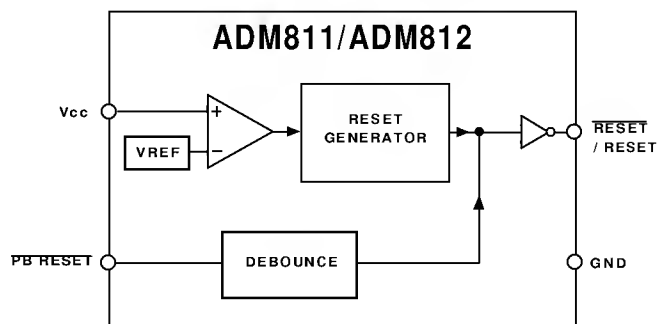 ADM811/ADM812
Vcc
+
−
VREF
RESET
GENERATOR
RESET
/ RESET
PB RESET
DEBOUNCE
GND